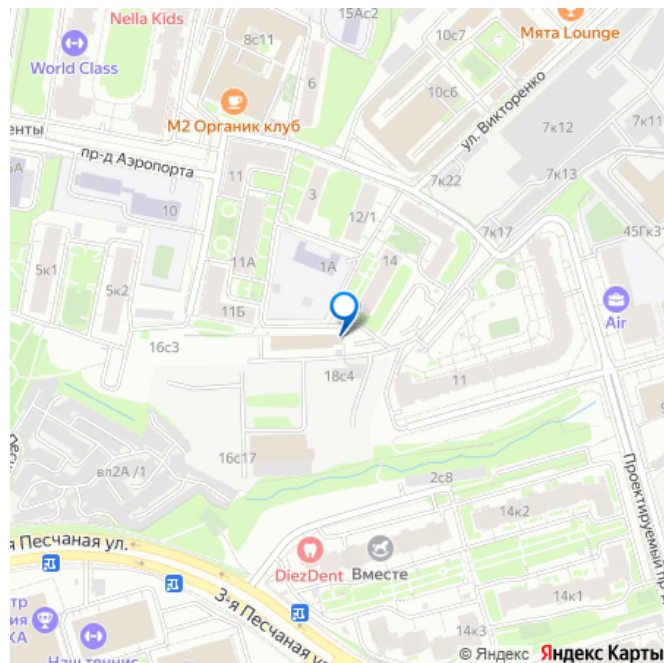 Nella Kids
15Ас2
8с11
10с7
Мята Lounge
World Class
6
10с6
ул. Викторенко
М2 Органик клуб
7к12
7к11
енты
пр-д Аэропорта
7к22
7к13
11
3
10
12/1
7к17
45Гк31
5к1
5к2
11А
1А
14
11Б
Air
16с3
18с4
11
16с17
вл2А /1
2с8
Проектируемый пр-д
14к2
я Песчаная ул.
DiezDent
Вместе
3-я Песчаная ул.
14к1
14к3
Наш теннис
© Яндекс Яндекс Карты